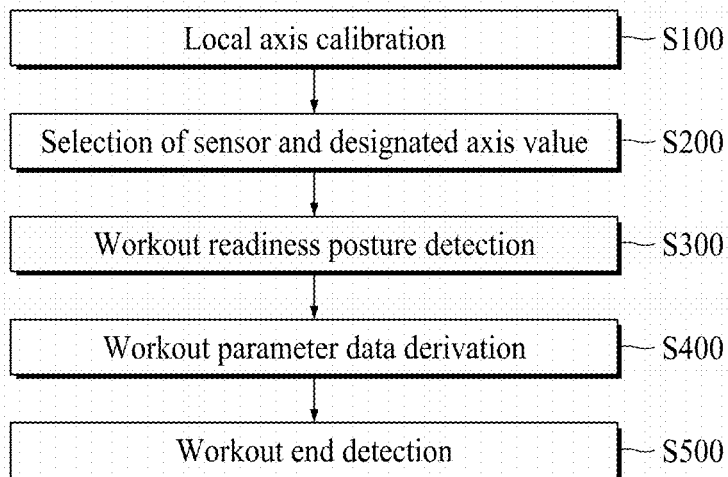 Local axis calibration S100
Selection of sensor and designated axis value S200
Workout readiness posture detection S300
Workout parameter data derivation S400
Workout end detection S500